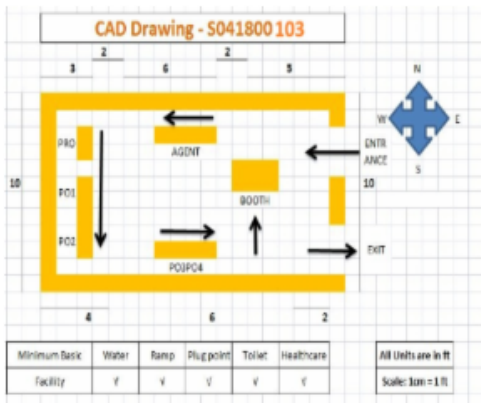 CAD Drawing - S041800 103
2 2
3 6 5
N
W E
S
PRO
AGENT
ENTR
ANCE
10 10
PO1
BOOTH
PO2
EXIT
PO3PO4
4 6 2
Minimum Basic Water Ramp Plug point Toilet Healthcare
Facility √ √ √ √ √
All Units are in ft
Scale: 1cm = 1 ft